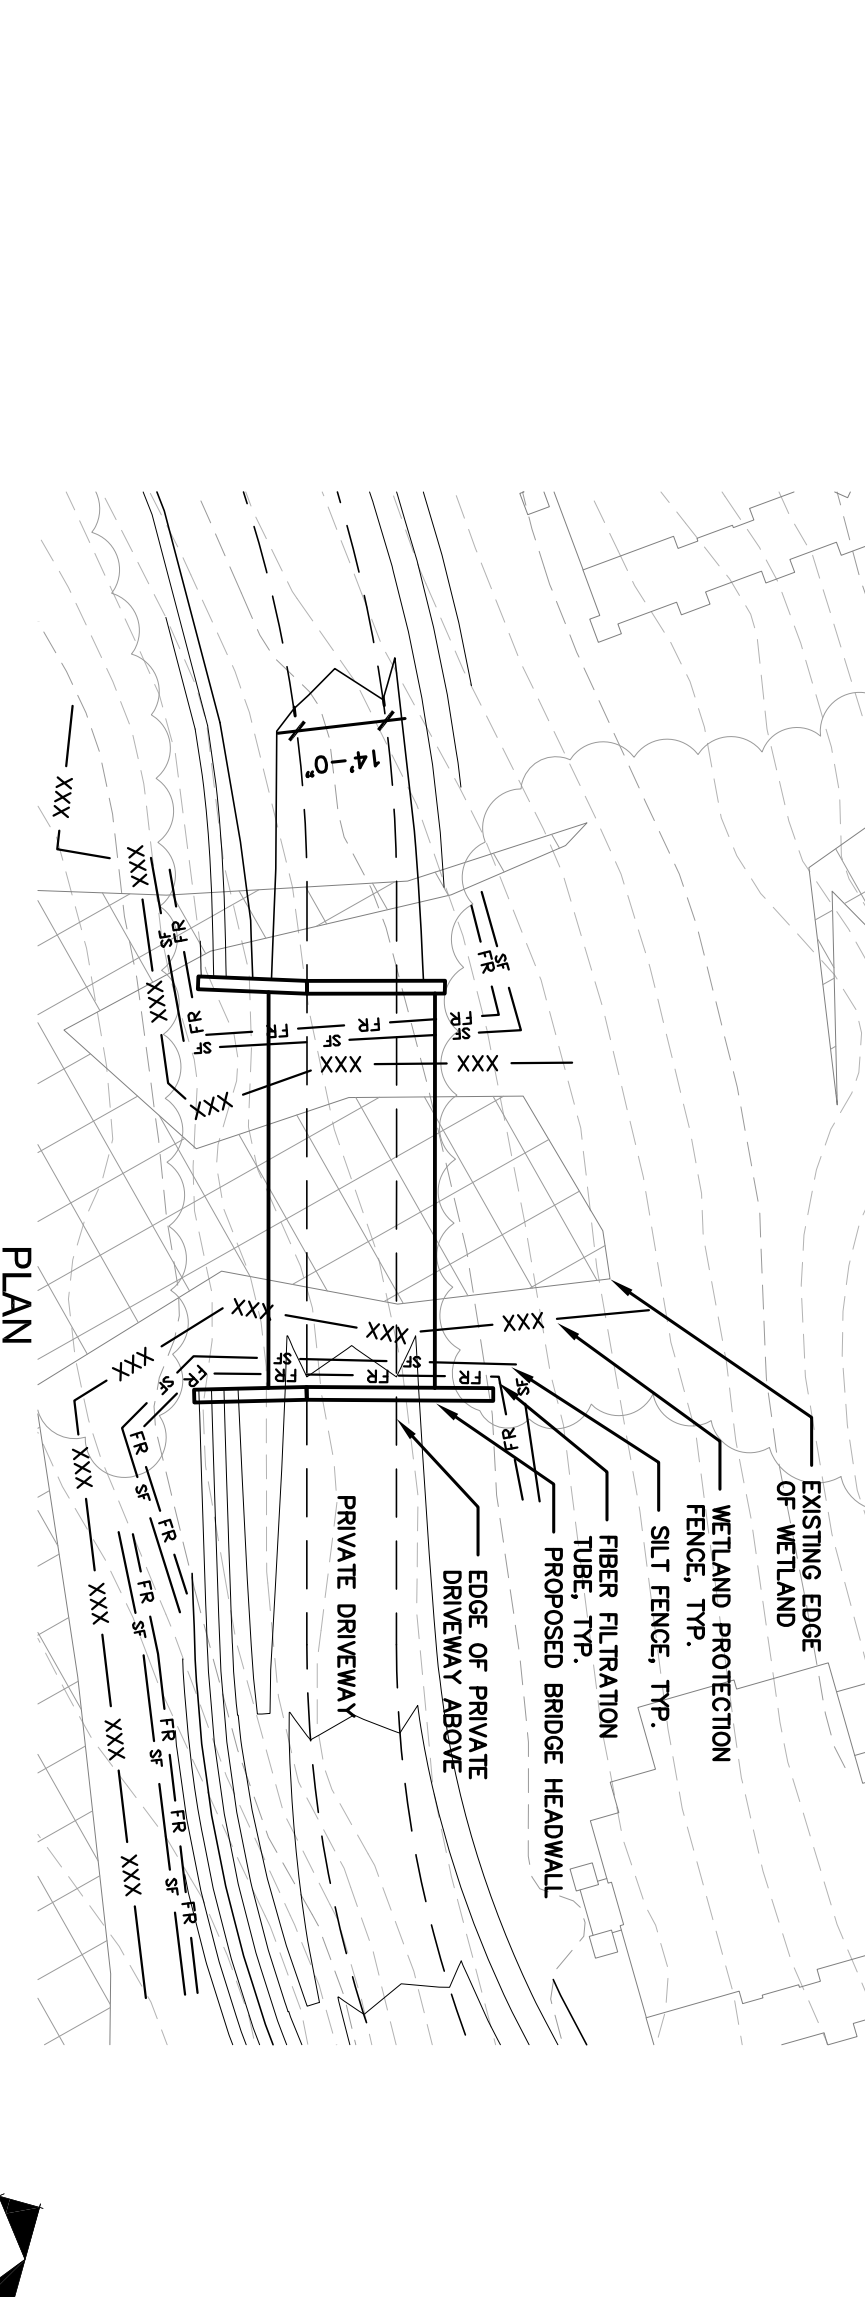 EXISTING EDGE
OF WETLAND
WETLAND PROTECTION
FENCE, TYP.
SILT FENCE, TYP.
FIBER FILTRATION
TUBE, TYP.
PROPOSED BRIDGE HEADWALL
EDGE OF PRIVATE
DRIVEWAY ABOVE
PRIVATE DRIVEWAY
14'-0"
XXX
XXX
XXX
XXX
XXX
XXX
SF
FR
FR
SF
FR
SF
FR
FR
SF
FR
SF
XXX
XXX
XXX
XXX
SF
FR
SF
FR
FR
SF
FR
SF
FR
SF
FR
XXX
XXX
XXX
XXX
FR
SF
FR
FR
SF
FR
SF
FR
SF
FR
PLAN